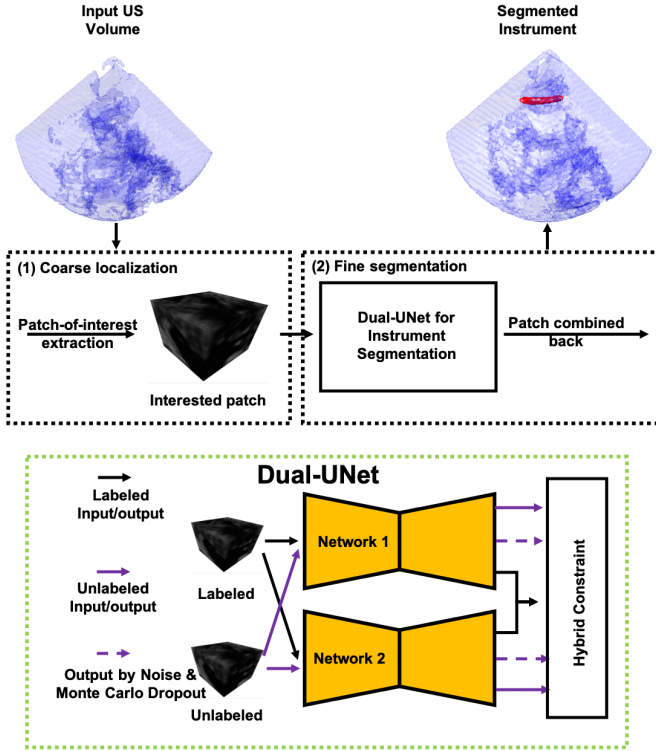 Input US
Volume
Segmented
Instrument
(1) Coarse localization
Patch-of-interest
extraction
Interested patch
(2) Fine segmentation
Dual-UNet for
Instrument
Segmentation
Patch combined
back
Dual-UNet
Labeled
Input/output
Unlabeled
Input/output
Output by Noise &
Monte Carlo Dropout
Labeled
Unlabeled
Network 1
Network 2
Hybrid Constraint